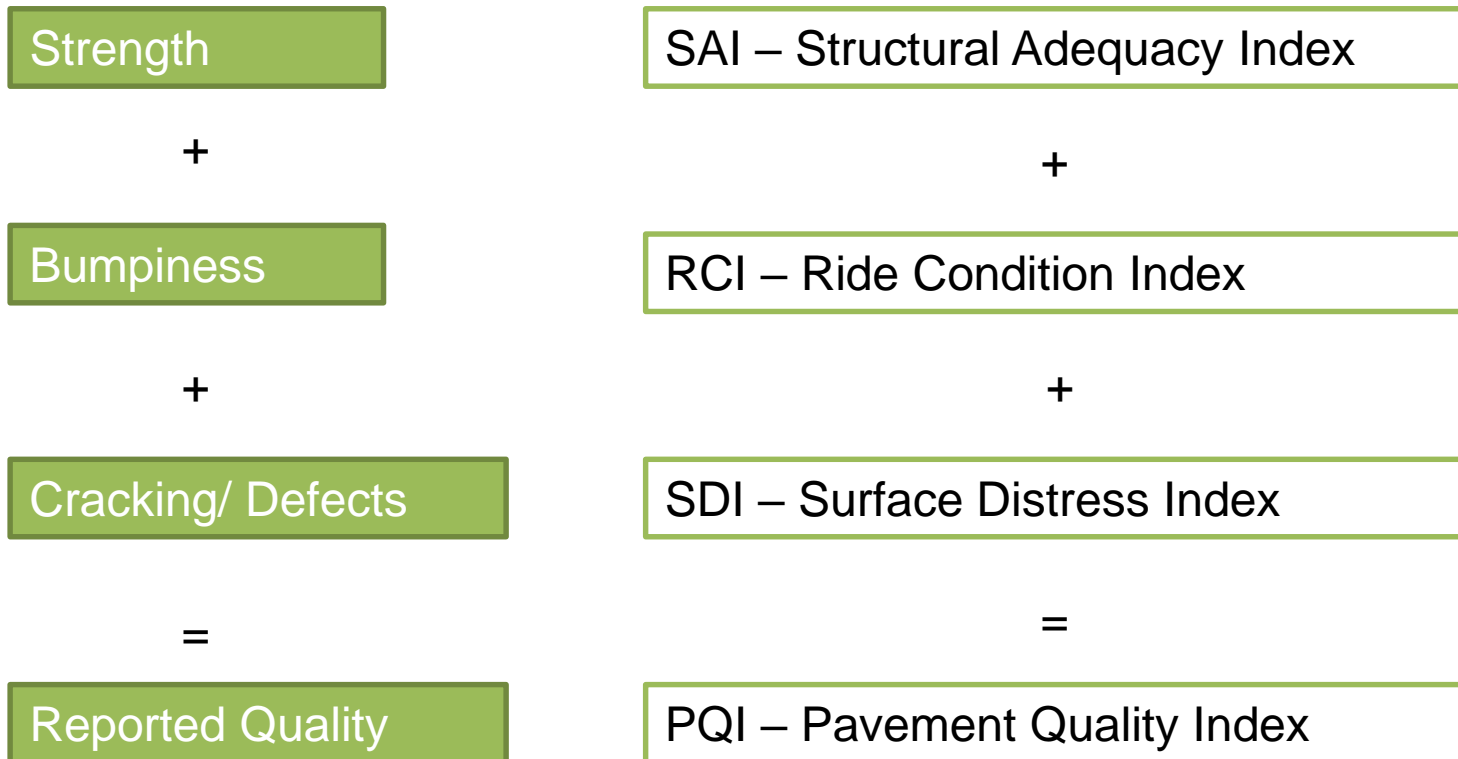 Strength
SAI – Structural Adequacy Index
+
+
Bumpiness
RCI – Ride Condition Index
+
+
Cracking/ Defects
SDI – Surface Distress Index
=
=
Reported Quality
PQI – Pavement Quality Index